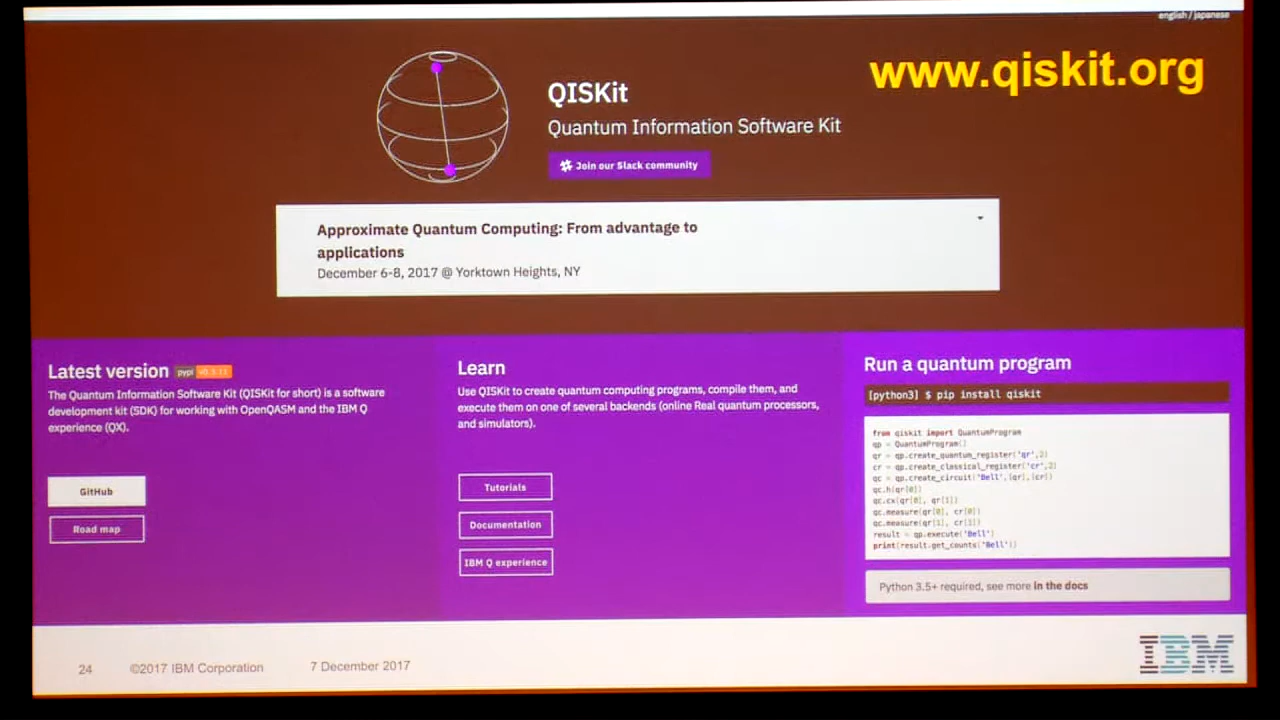 english / japanese
www.qiskit.org
QISKit
Quantum Information Software Kit
Join our Slack community
Approximate Quantum Computing: From advantage to
applications
December 6-8, 2017 @ Yorktown Heights, NY
Latest version pypi
The Quantum Information Software Kit (QISKit for short) is a software
development kit (SDK) for working with OpenQASM and the IBM Q
experience (QX).
GitHub
Road map
Learn
Use QISKit to create quantum computing programs, compile them, and
execute them on one of several backends (online Real quantum processors,
and simulators).
Tutorials
Documentation
IBM Q experience
Run a quantum program
[python3] $ pip install qiskit
from qiskit import QuantumProgram
qp = QuantumProgram()
qr = qp.create_quantum_register('qr',2)
cr = qp.create_classical_register('cr',2)
qc = qp.create_circuit('Bell',[qr],[cr])
qc.h(qr[0])
qc.cx(qr[0], qr[1])
qc.measure(qr[0], cr[0])
qc.measure(qr[1], cr[1])
result = qp.execute('Bell')
print(result.get_counts('Bell'))
Python 3.5+ required, see more in the docs
24 ©2017 IBM Corporation 7 December 2017
IBM